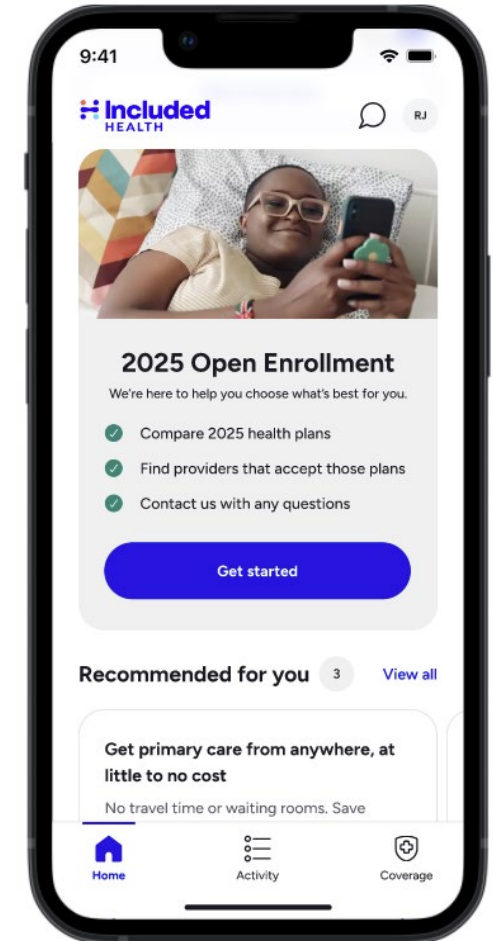 9:41
Included
HEALTH
RJ
2025 Open Enrollment
We're here to help you choose what's best for you.
Compare 2025 health plans
Find providers that accept those plans
Contact us with any questions
Get started
Recommended for you 3 View all
Get primary care from anywhere, at
little to no cost
No travel time or waiting rooms. Save
Home Activity Coverage